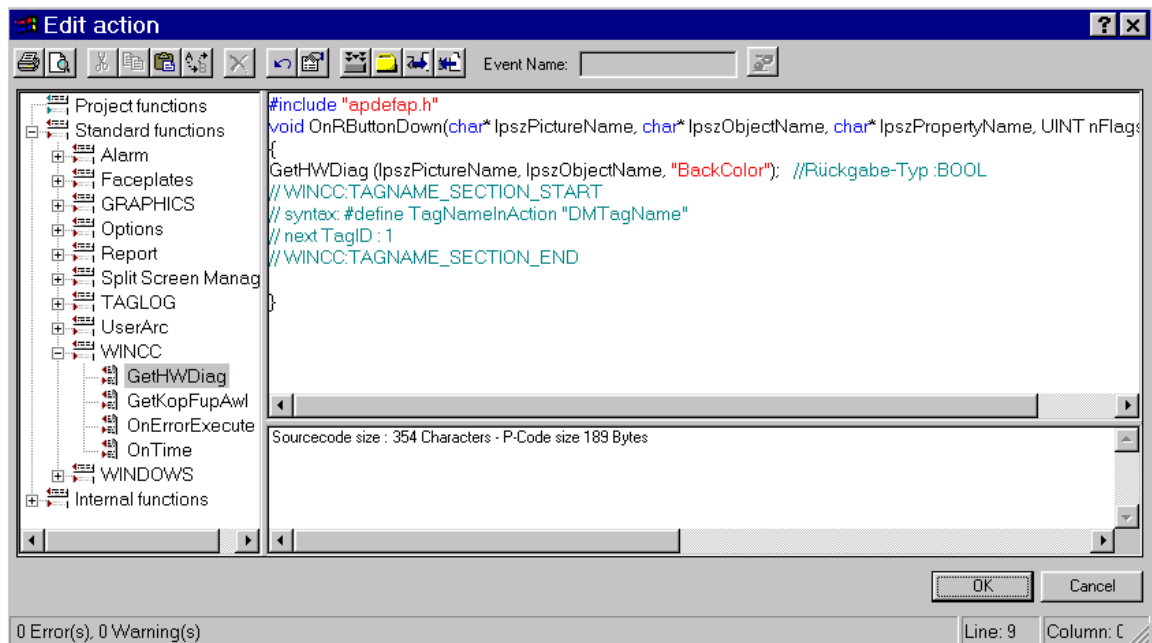 Edit action
Event Name:
Project functions
Standard functions
Alarm
Faceplates
GRAPHICS
Options
Report
Split Screen Manag
TAGLOG
UserArc
WINCC
GetHWDiag
GetKopFupAwl
OnErrorExecute
OnTime
WINDOWS
Internal functions
#include "apdefap.h"
void OnRButtonDown(char* lpszPictureName, char* lpszObjectName, char* lpszPropertyName, UINT nFlags
{
GetHWDiag (lpszPictureName, lpszObjectName, "BackColor"); //Rückgabe-Typ :BOOL
// WINCC:TAGNAME_SECTION_START
// syntax: #define TagNameInAction "DMTagName"
// next TagID : 1
// WINCC:TAGNAME_SECTION_END
}
Sourcecode size : 354 Characters - P-Code size 189 Bytes
OK
Cancel
0 Error(s), 0 Warning(s)
Line: 9
Column: